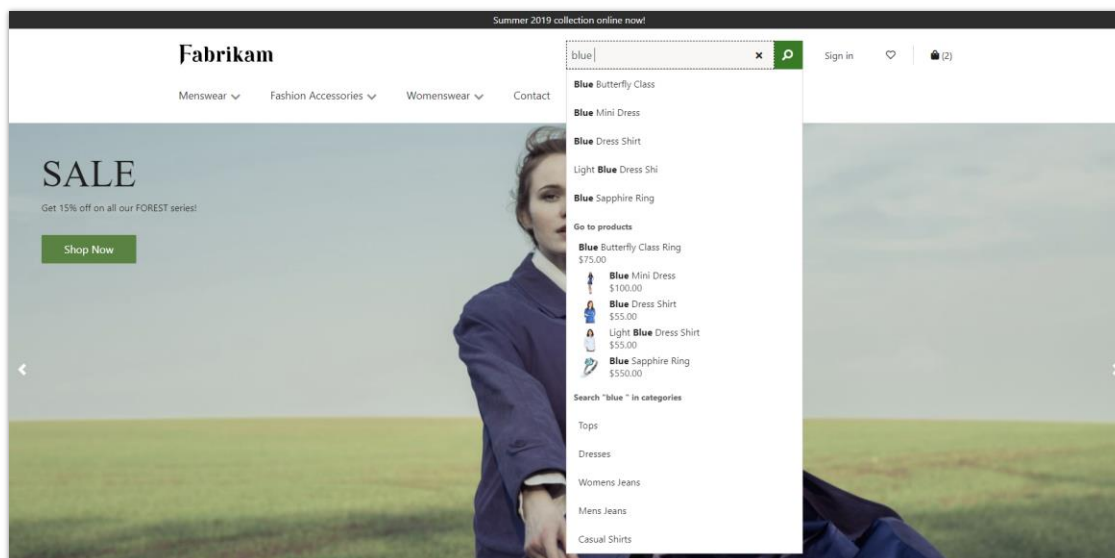 Summer 2019 collection online now!
Fabrikam
blue
Sign in
(2)
Menswear
Fashion Accessories
Womenswear
Contact
Blue Butterfly Class
Blue Mini Dress
Blue Dress Shirt
Light Blue Dress Shi
Blue Sapphire Ring
Go to products
Blue Butterfly Class Ring
$75.00
Blue Mini Dress
$100.00
Blue Dress Shirt
$55.00
Light Blue Dress Shirt
$55.00
Blue Sapphire Ring
$550.00
Search "blue " in categories
Tops
Dresses
Womens Jeans
Mens Jeans
Casual Shirts
SALE
Get 15% off on all our FOREST series!
Shop Now